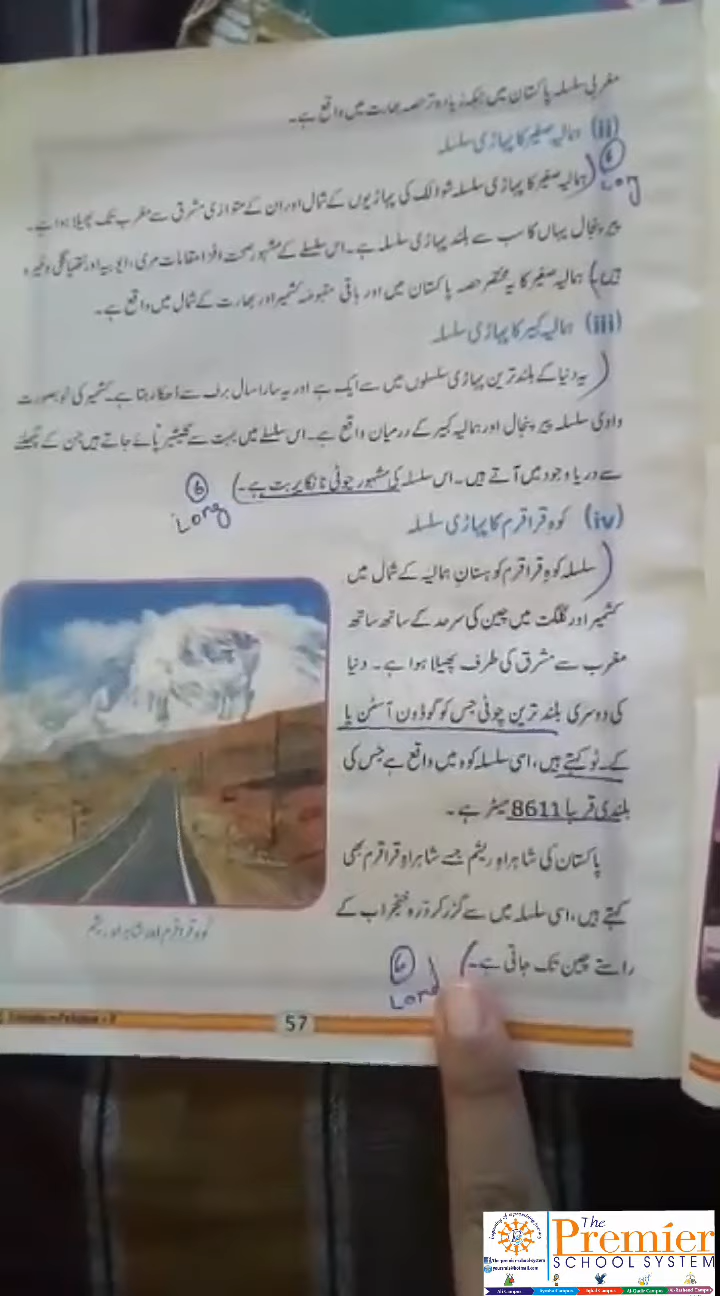 مغربی سلسلہ پاکستان میں جبکہ زیادہ تر حصہ بھارت میں واقع ہے۔
(ii) ہمالیہ صغیر کا پہاڑی سلسلہ
6 Long
ہمالیہ صغیر کا پہاڑی سلسلہ شوالک کی پہاڑیوں کے شمال اور ان کے متوازی مشرق سے مغرب تک پھیلا ہوا ہے۔
پیر پنجال یہاں کا سب سے بلند پہاڑی سلسلہ ہے۔ اس سلسلے کے مشہور صحت افزا مقامات مری، ایوبیہ اور نتھیا گلی وغیرہ
ہیں۔ ہمالیہ صغیر کا یہ مختصر حصہ پاکستان میں اور باقی مقبوضہ کشمیر اور بھارت کے شمال میں واقع ہے۔
(iii) ہمالیہ کبیر کا پہاڑی سلسلہ
یہ دنیا کے بلند ترین پہاڑی سلسلوں میں سے ایک ہے اور یہ سارا سال برف سے ڈھکا رہتا ہے۔ کشمیر کی خوبصورت
وادی سلسلہ پیر پنجال اور ہمالیہ کبیر کے درمیان واقع ہے۔ اس سلسلے میں بہت سے گلیشیر پائے جاتے ہیں جن کے پگھلنے
سے دریا وجود میں آتے ہیں۔ اس سلسلہ کی مشہور چوٹی نانگا پربت ہے۔
6 Long
(iv) کوہ قراقرم کا پہاڑی سلسلہ
سلسلہ کوہ قراقرم کوہستان ہمالیہ کے شمال میں
کشمیر اور گلگت میں چین کی سرحد کے ساتھ ساتھ
مغرب سے مشرق کی طرف پھیلا ہوا ہے۔ دنیا
کی دوسری بلند ترین چوٹی جس کو گوڈون آسٹن یا
کے۔ٹو کہتے ہیں، اسی سلسلہ کوہ میں واقع ہے جس کی
بلندی قریباً 8611 میٹر ہے۔
پاکستان کی شاہراہ ریشم جسے شاہراہ قراقرم بھی
کہتے ہیں، اسی سلسلہ میں سے گزر کر درّہ خنجراب کے
راستے چین تک جاتی ہے۔
کوہ قراقرم اور شاہراہ ریشم
6 Long
57
The Premier
SCHOOL SYSTEM